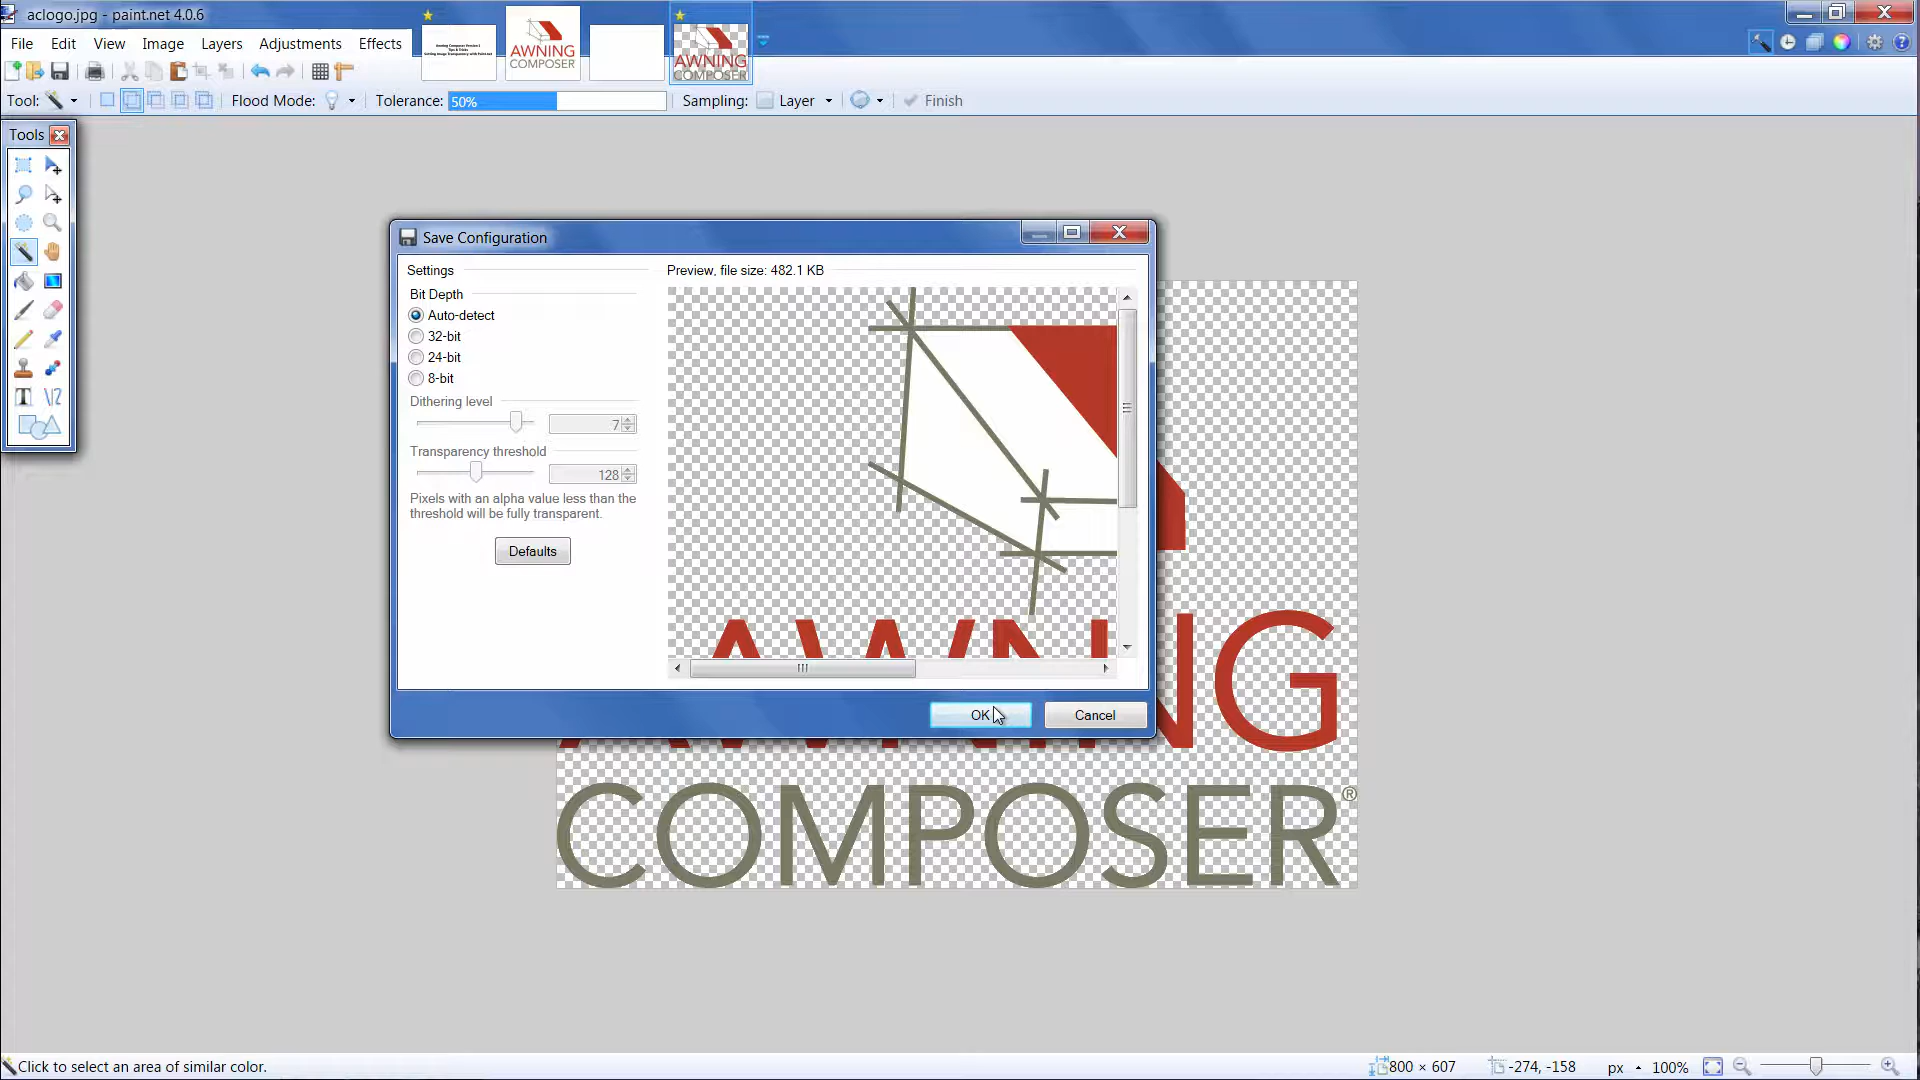 aclogo.jpg - paint.net 4.0.6
File Edit View Image Layers Adjustments Effects
AWNING
COMPOSER
AWNING
COMPOSER
Tool: Flood Mode: Tolerance: 50% Sampling: Layer Finish
Tools
Save Configuration
Settings
Preview, file size: 482.1 KB
Bit Depth
Auto-detect
32-bit
24-bit
8-bit
Dithering level
7
Transparency threshold
128
Pixels with an alpha value less than the
threshold will be fully transparent.
Defaults
AWN
OK Cancel
NG
COMPOSER®
Click to select an area of similar color.
800 × 607 -274, -158 px 100%